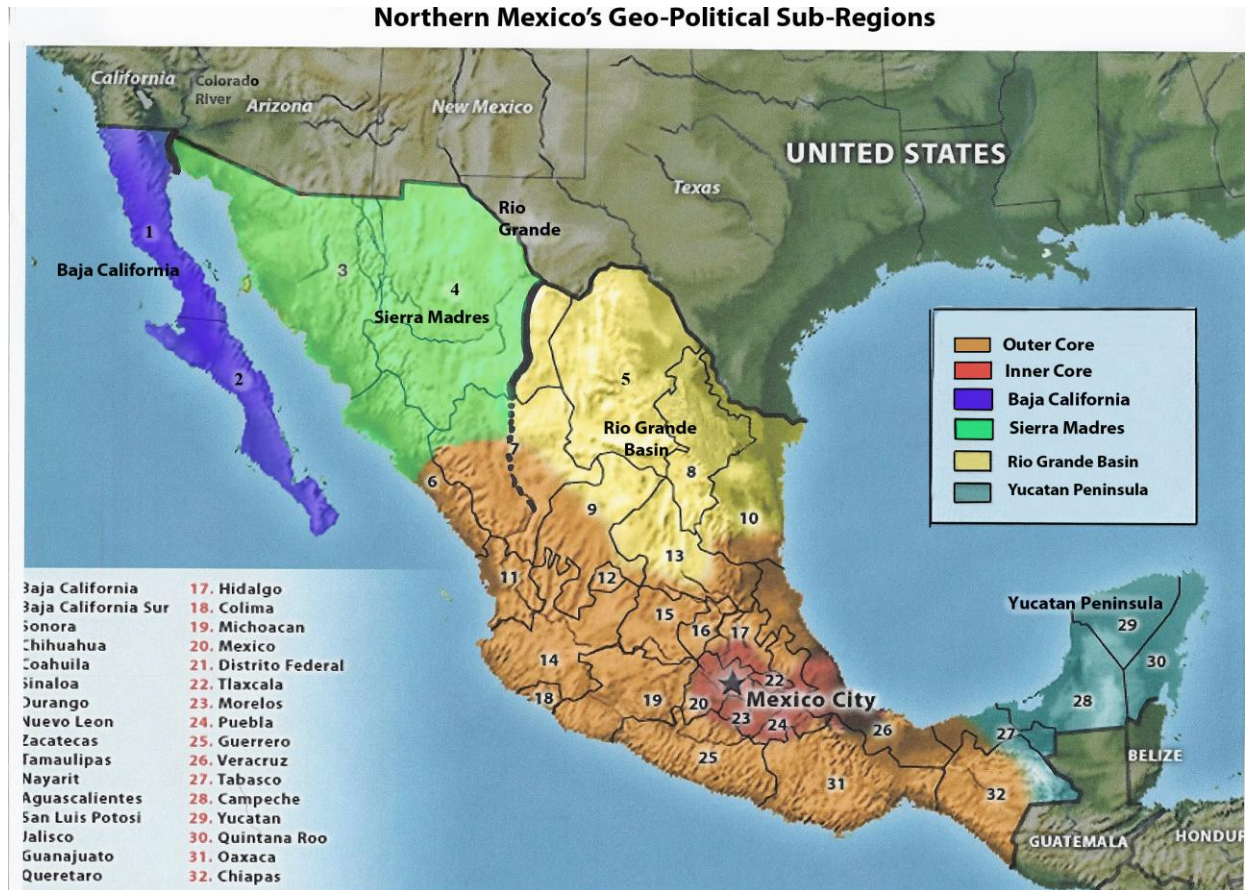 Northern Mexico's Geo-Political Sub-Regions
California
Colorado
River
Arizona
New Mexico
UNITED STATES
Texas
Rio
Grande
1
Baja California
3
4
Sierra Madres
2
5
Rio Grande
Basin
7
8
6
9
10
13
11
12
15
16
17
14
18
19
20
22
Mexico City
23
24
25
26
31
32
27
28
29
30
Yucatan Peninsula
BELIZE
GUATEMALA
HONDUR
Outer Core
Inner Core
Baja California
Sierra Madres
Rio Grande Basin
Yucatan Peninsula
Baja California
Baja California Sur
Sonora
Chihuahua
Coahuila
Sinaloa
Durango
Nuevo Leon
Zacatecas
Tamaulipas
Nayarit
Aguascalientes
San Luis Potosi
Jalisco
Guanajuato
Queretaro
17. Hidalgo
18. Colima
19. Michoacan
20. Mexico
21. Distrito Federal
22. Tlaxcala
23. Morelos
24. Puebla
25. Guerrero
26. Veracruz
27. Tabasco
28. Campeche
29. Yucatan
30. Quintana Roo
31. Oaxaca
32. Chiapas